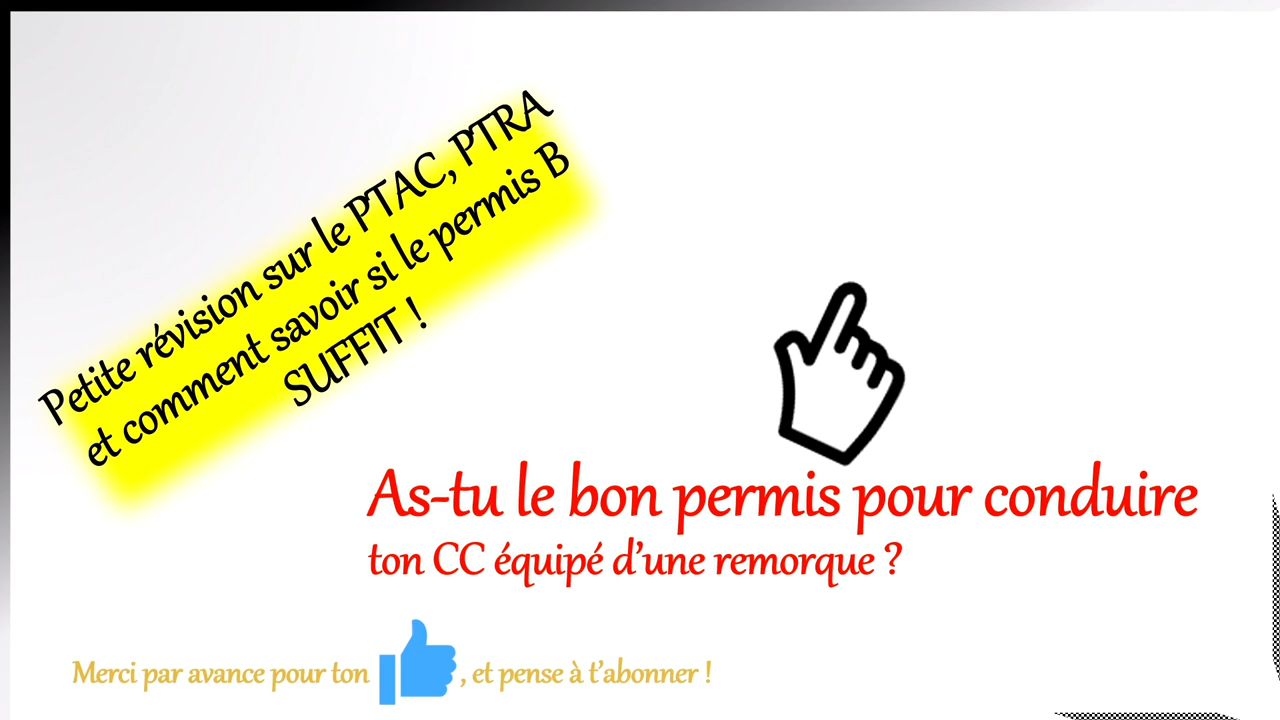 Petite révision sur le PTAC, PTRA
et comment savoir si le permis B
SUFFIT !
As-tu le bon permis pour conduire
ton CC équipé d’une remorque ?
Merci par avance pour ton , et pense à t’abonner !